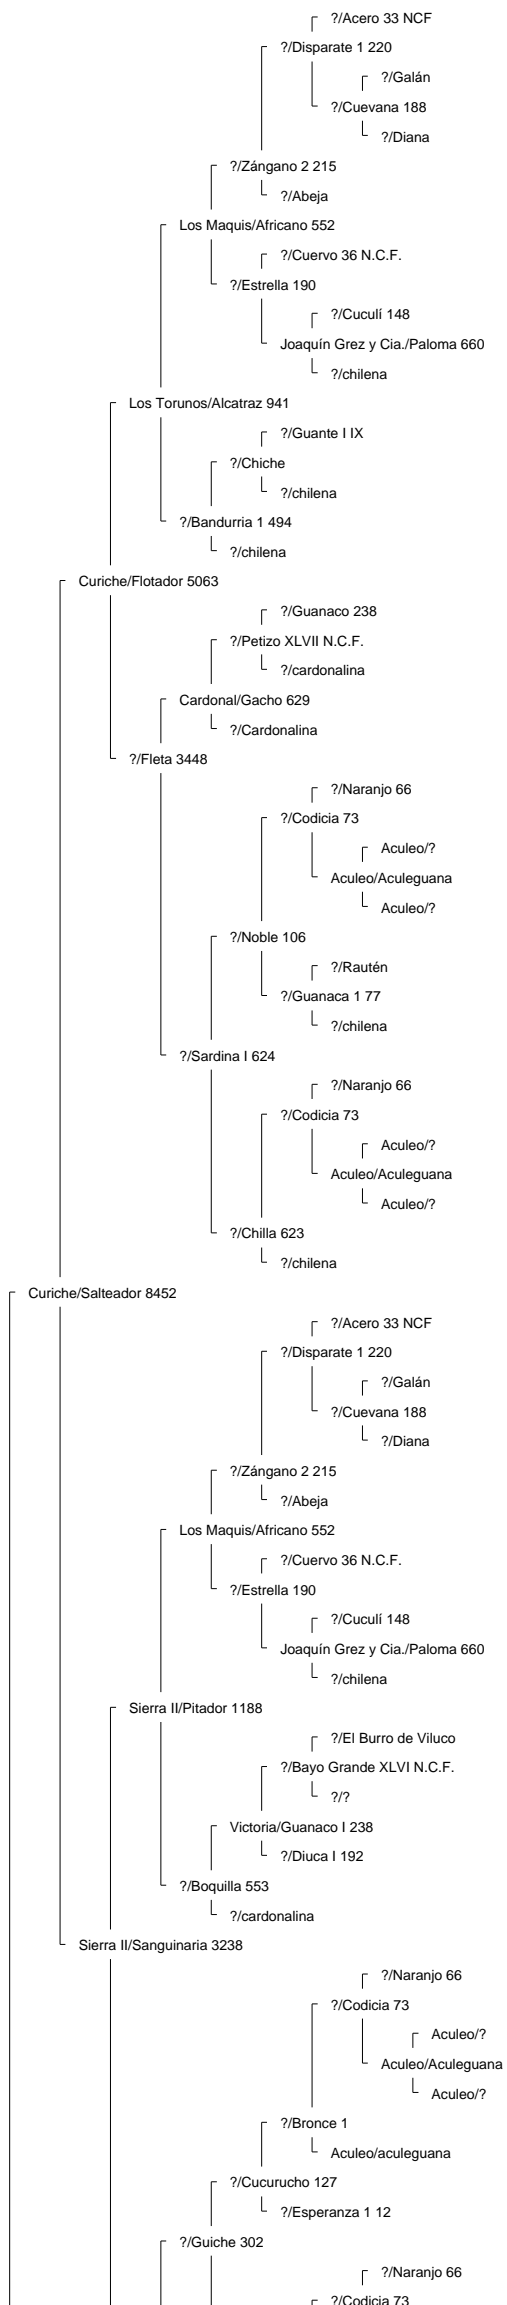 ?/Acero 33 NCF
?/Disparate 1 220
?/Galán
?/Cuevana 188
?/Diana
?/Zángano 2 215
?/Abeja
Los Maquis/Africano 552
?/Cuervo 36 N.C.F.
?/Estrella 190
?/Cuculí 148
Joaquín Grez y Cia./Paloma 660
?/chilena
Los Torunos/Alcatraz 941
?/Guante I IX
?/Chiche
?/chilena
?/Bandurria 1 494
?/chilena
Curiche/Flotador 5063
?/Guanaco 238
?/Petizo XLVII N.C.F.
?/cardonalina
Cardonal/Gacho 629
?/Cardonalina
?/Fleta 3448
?/Naranjo 66
?/Codicia 73
Aculeo/?
Aculeo/Aculeguana
Aculeo/?
?/Noble 106
?/Rautén
?/Guanaca 1 77
?/chilena
?/Sardina I 624
?/Naranjo 66
?/Codicia 73
Aculeo/?
Aculeo/Aculeguana
Aculeo/?
?/Chilla 623
?/chilena
Curiche/Salteador 8452
?/Acero 33 NCF
?/Disparate 1 220
?/Galán
?/Cuevana 188
?/Diana
?/Zángano 2 215
?/Abeja
Los Maquis/Africano 552
?/Cuervo 36 N.C.F.
?/Estrella 190
?/Cuculí 148
Joaquín Grez y Cia./Paloma 660
?/chilena
Sierra II/Pitador 1188
?/El Burro de Viluco
?/Bayo Grande XLVI N.C.F.
?/?
Victoria/Guanaco I 238
?/Diuca I 192
?/Boquilla 553
?/cardonalina
Sierra II/Sanguinaria 3238
?/Naranjo 66
?/Codicia 73
Aculeo/?
Aculeo/Aculeguana
Aculeo/?
?/Bronce 1
Aculeo/aculeguana
?/Cucurucho 127
?/Esperanza 1 12
?/Guiche 302
?/Naranjo 66
?/Codicia 73